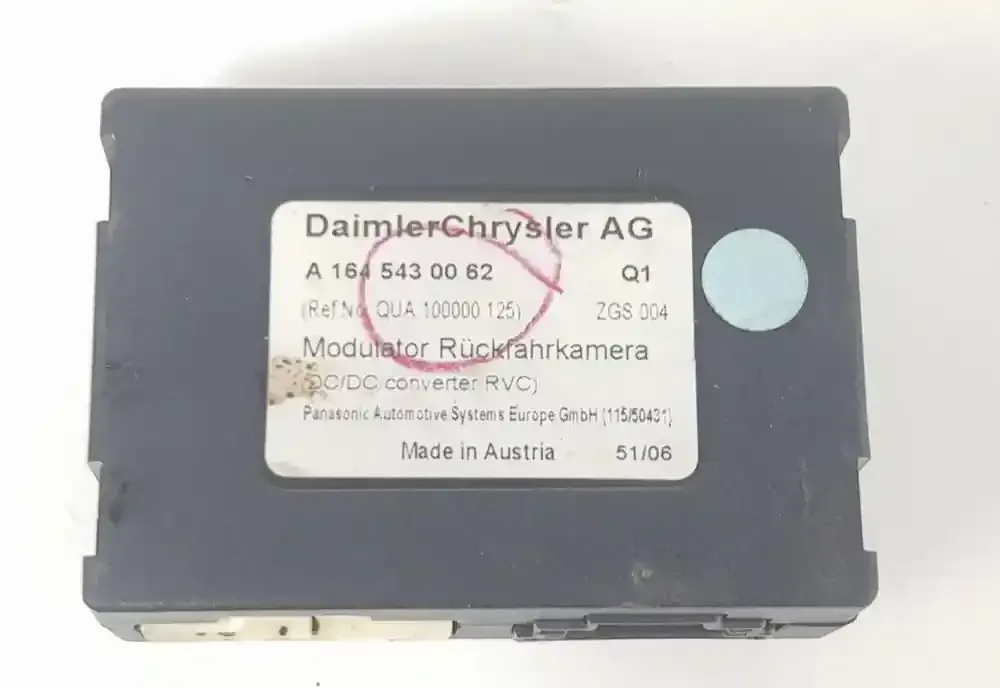 DaimlerChrysler AG
A 164 543 00 62 Q1
(Ref.No. QUA 100000 125) ZGS 004
Modulator Rückfahrkamera
(DC/DC converter RVC)
Panasonic Automotive Systems Europe GmbH (115/50431)
Made in Austria 51/06